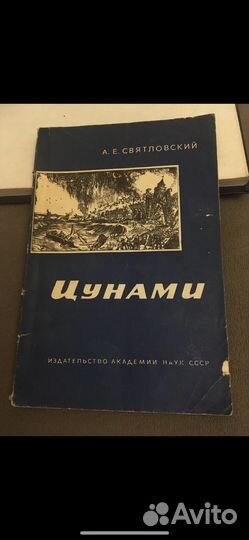 А. Е. СВЯТЛОВСКИЙ
ЦУНАМИ
ИЗДАТЕЛЬСТВО АКАДЕМИИ НАУК СССР
Avito